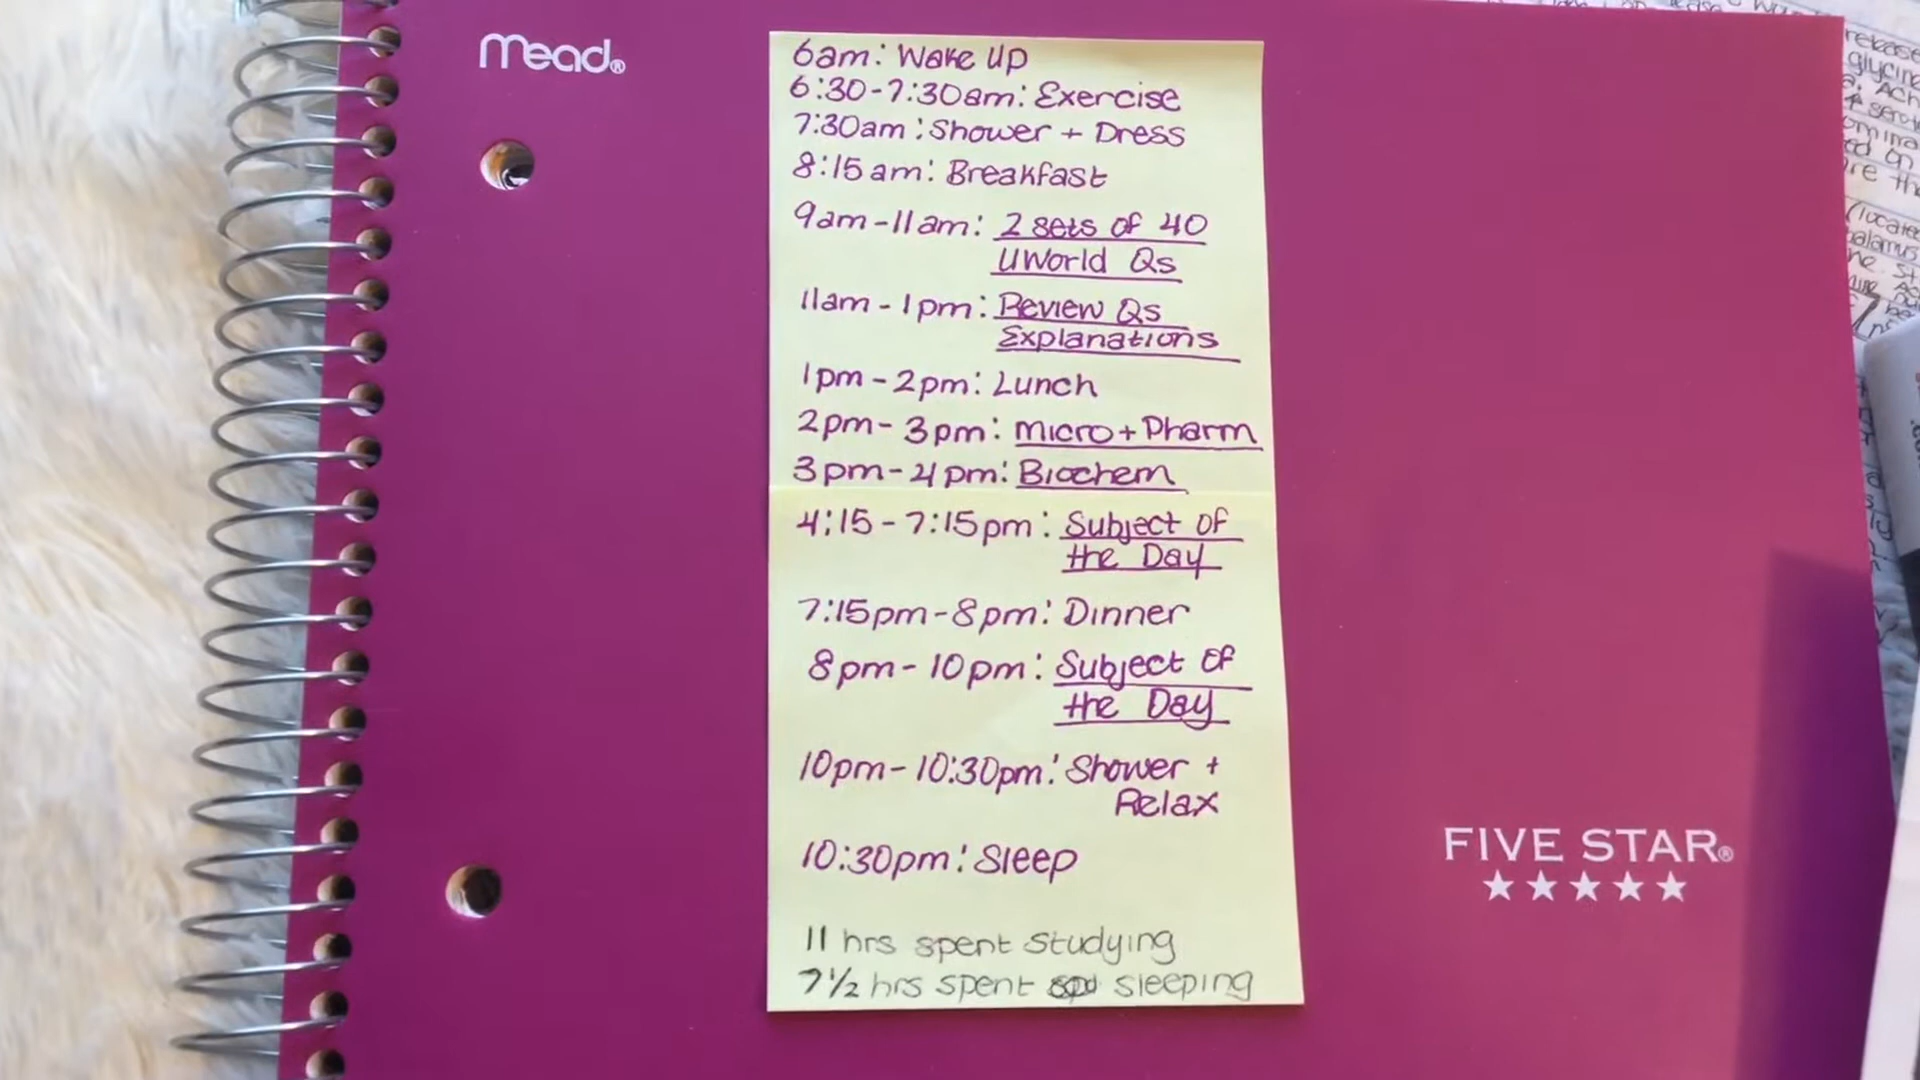 Mead®
6am: Wake up
6:30-7:30am: Exercise
7:30am: Shower + Dress
8:15am: Breakfast
9am-11am: 2 sets of 40
UWorld Qs
11am-1pm: Review Qs
Explanations
1pm-2pm: Lunch
2pm-3pm: Micro + Pharm
3pm-4pm: Biochem
4:15-7:15pm: Subject of
the Day
7:15pm-8pm: Dinner
8pm-10pm: Subject of
the Day
10pm-10:30pm: Shower +
Relax
10:30pm: Sleep
11 hrs spent studying
7½ hrs spent sleeping
FIVE STAR®
release
glycine